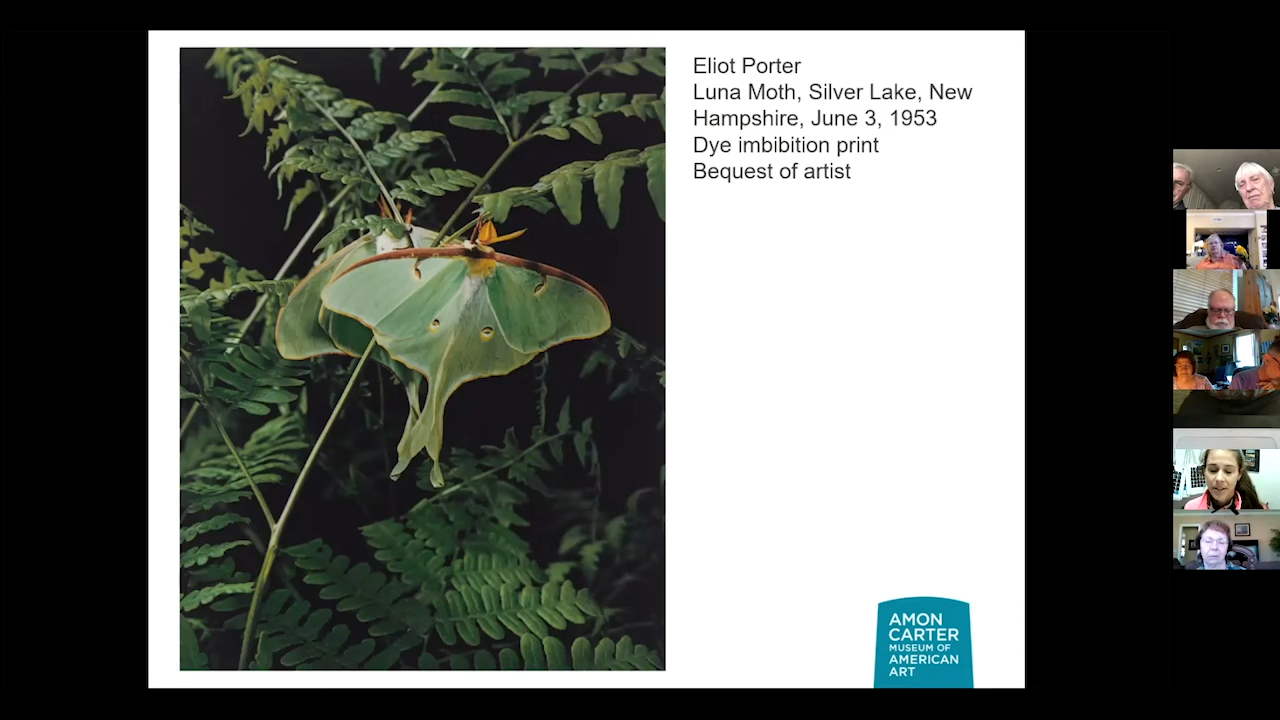 Eliot Porter
Luna Moth, Silver Lake, New
Hampshire, June 3, 1953
Dye imbibition print
Bequest of artist
AMON
CARTER
MUSEUM OF
AMERICAN
ART